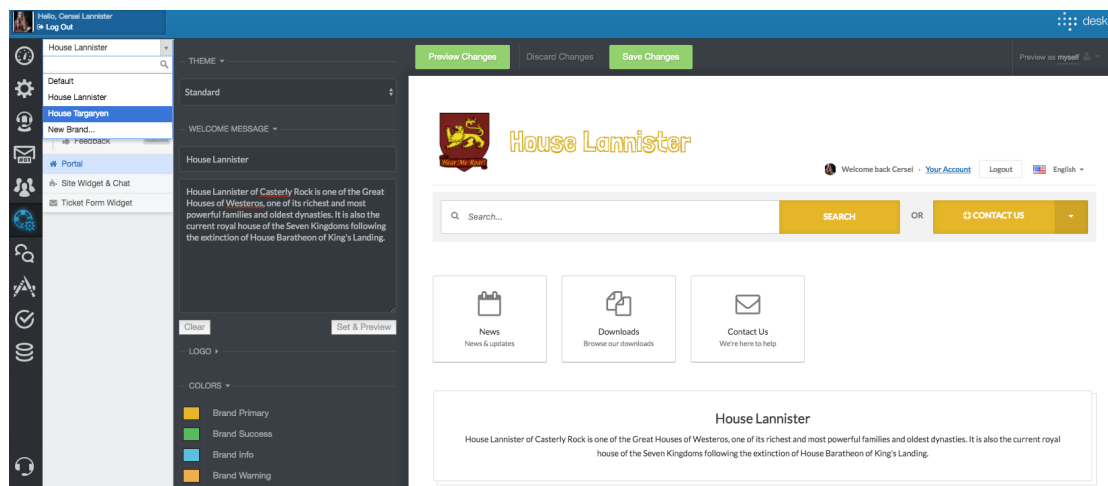 Hello, Cersei Lannister
Log Out
desk
House Lannister
Default
House Lannister
House Targaryen
New Brand...
Feedback
Portal
Site Widget & Chat
Ticket Form Widget
THEME
Standard
WELCOME MESSAGE
House Lannister
House Lannister of Casterly Rock is one of the Great
Houses of Westeros, one of its richest and most
powerful families and oldest dynasties. It is also the
current royal house of the Seven Kingdoms following
the extinction of House Baratheon of King's Landing.
Clear
Set & Preview
LOGO
COLORS
Brand Primary
Brand Success
Brand Info
Brand Warning
Preview Changes
Discard Changes
Save Changes
Preview as myself
Hear Me Roar!
House Lannister
Welcome back Cersei · Your Account
Logout
English
Search...
SEARCH
OR
CONTACT US
News
News & updates
Downloads
Browse our downloads
Contact Us
We're here to help
House Lannister
House Lannister of Casterly Rock is one of the Great Houses of Westeros, one of its richest and most powerful families and oldest dynasties. It is also the current royal
house of the Seven Kingdoms following the extinction of House Baratheon of King's Landing.